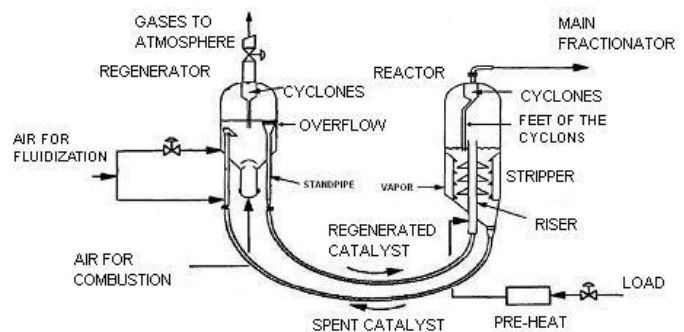 GASES TO
ATMOSPHERE
REGENERATOR
CYCLONES
OVERFLOW
AIR FOR
FLUIDIZATION
STANDPIPE
AIR FOR
COMBUSTION
REGENERATED
CATALYST
SPENT CATALYST
MAIN
FRACTIONATOR
REACTOR
CYCLONES
FEET OF THE
CYCLONS
VAPOR
STRIPPER
RISER
LOAD
PRE-HEAT